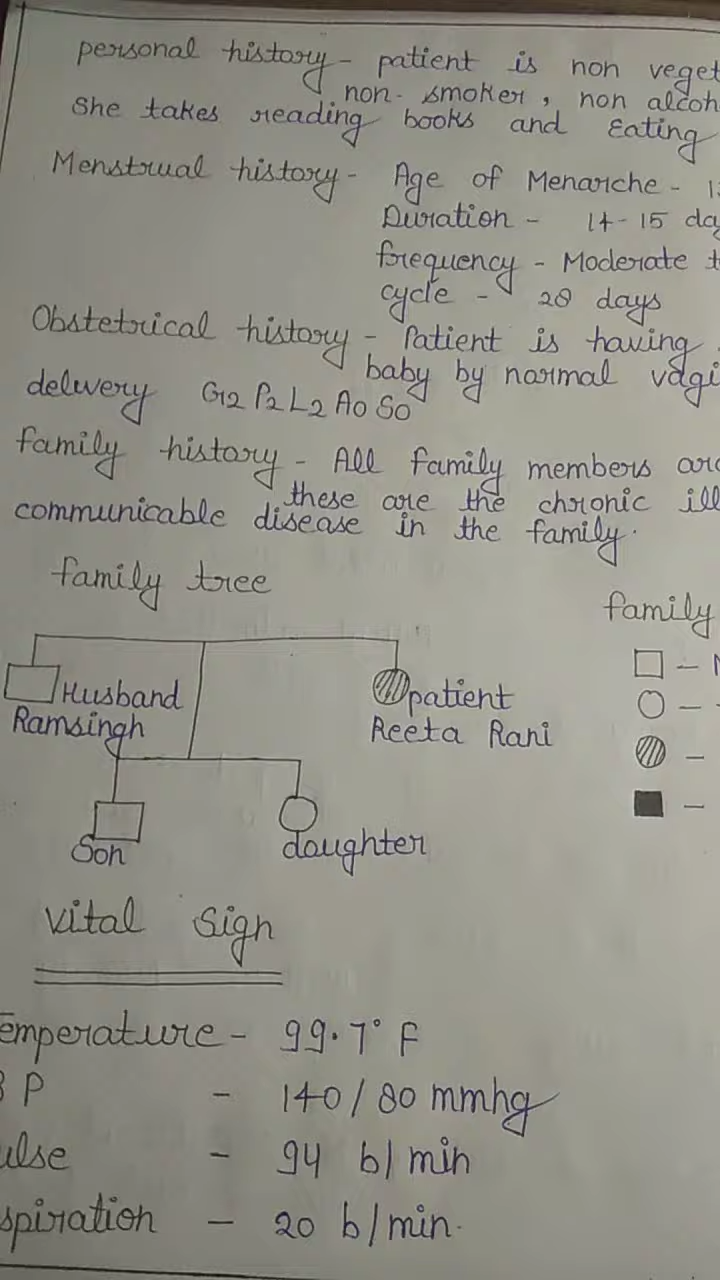 personal history - patient is non veget
non - smoker, non alcoh
She takes reading books and Eating
Menstrual history - Age of Menarche - 1
Duration - 14-15 da
frequency - Moderate t
cycle - 28 days
Obstetrical history - Patient is having
baby by normal vagi
delivery G2 P2 L2 A0 S0
family history - All family members are
these are the chronic ill
communicable disease in the family.
family tree
family
Husband
Ramsingh
patient
Reeta Rani
Son
daughter
Vital Sign
emperature - 99.7° F
BP - 140/80 mmhg
ulse - 94 b/min
spiration - 20 b/min.